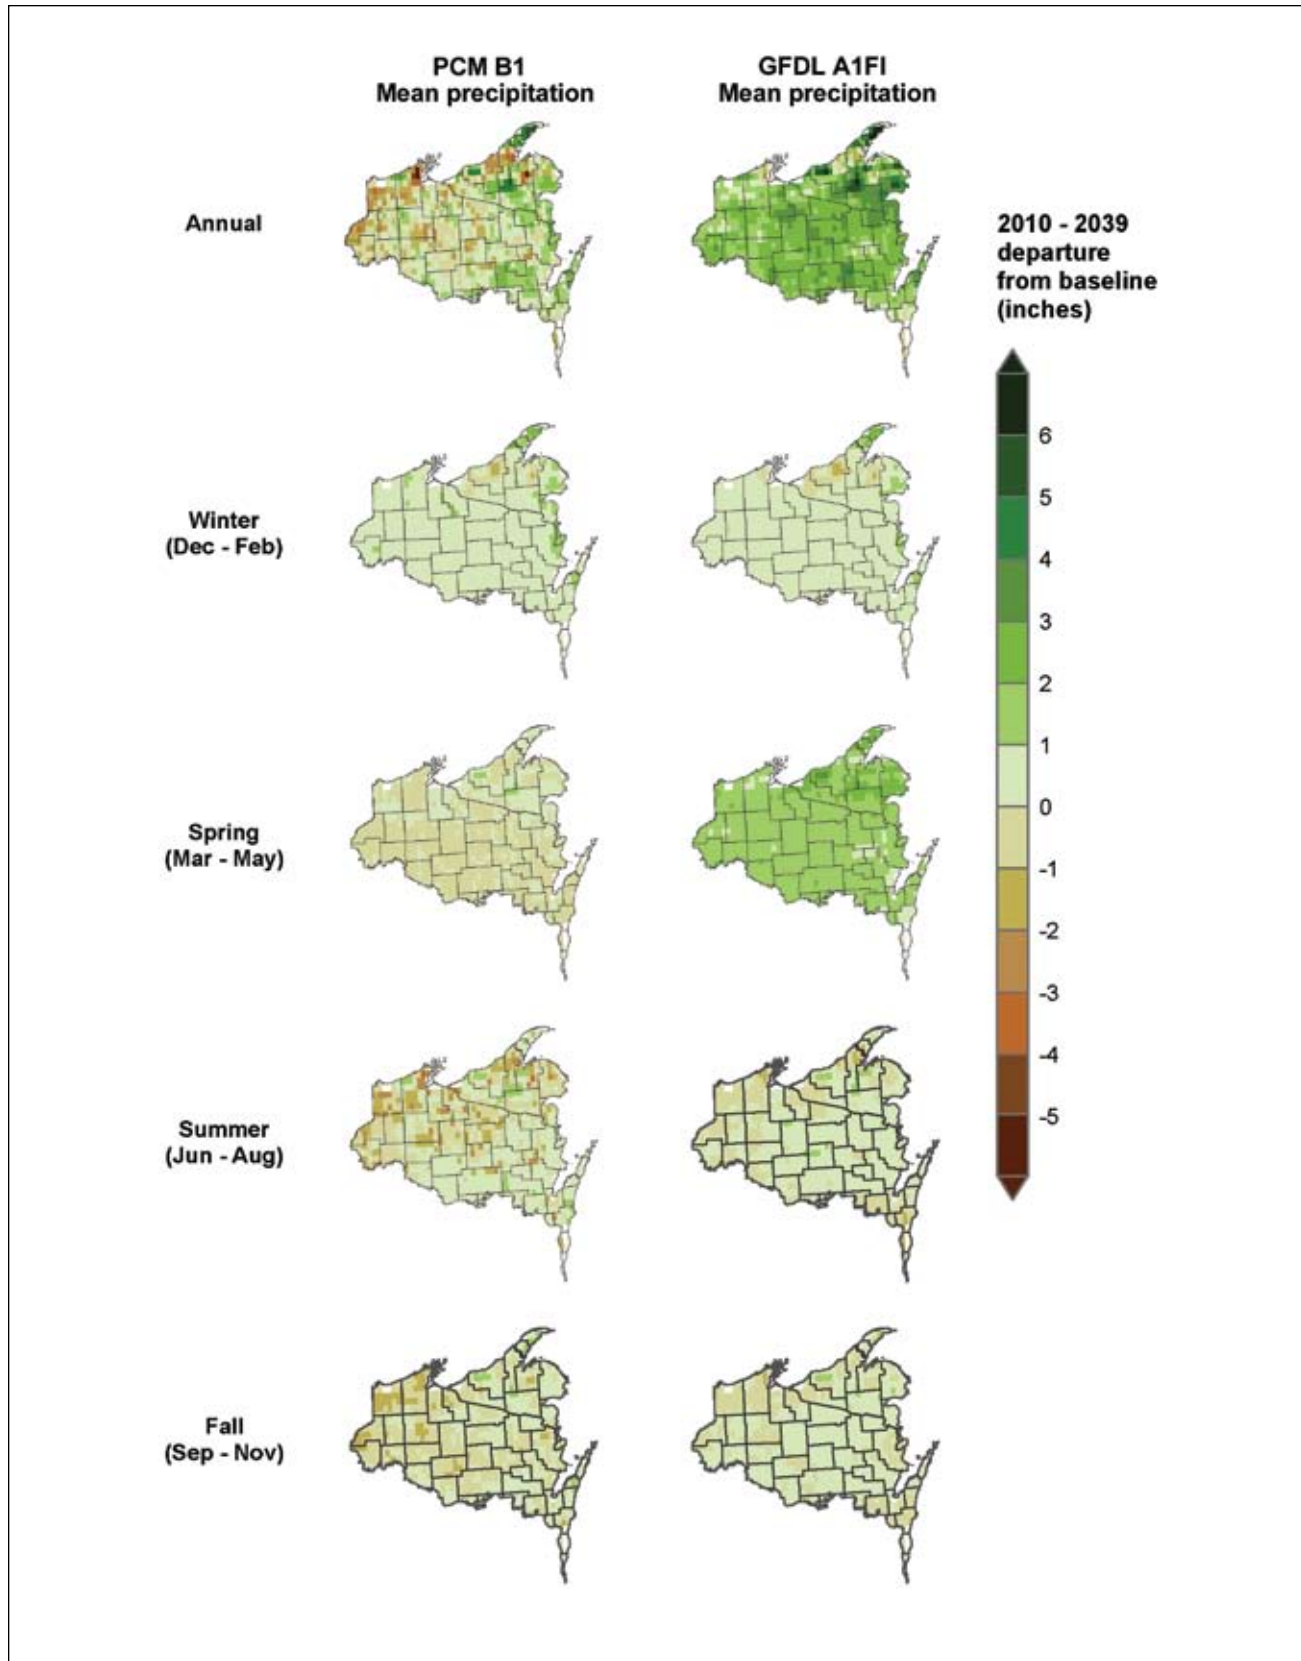 PCM B1
Mean precipitation
GFDL A1FI
Mean precipitation
Annual
2010 - 2039
departure
from baseline
(inches)
6
5
4
3
2
1
0
-1
-2
-3
-4
-5
Winter
(Dec - Feb)
Spring
(Mar - May)
Summer
(Jun - Aug)
Fall
(Sep - Nov)